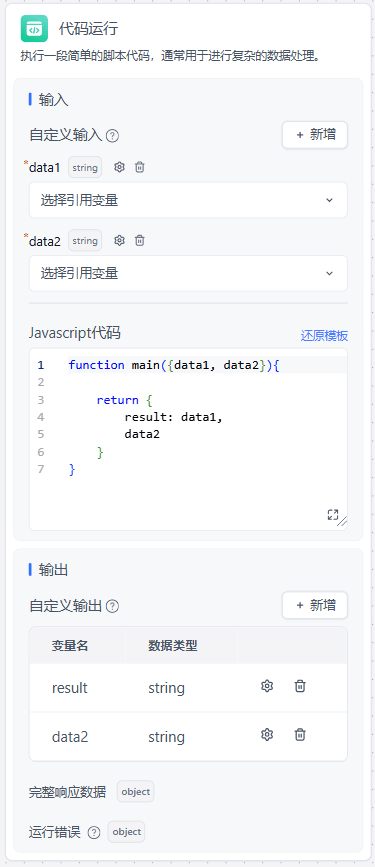 代码运行
执行一段简单的脚本代码，通常用于进行复杂的数据处理。
输入
自定义输入 ? + 新增
*data1 string
选择引用变量
*data2 string
选择引用变量
Javascript代码 还原模板
1 function main({data1, data2}){
2
3     return {
4         result: data1,
5         data2
6     }
7 }
输出
自定义输出 ? + 新增
变量名 数据类型
result string
data2 string
完整响应数据 object
运行错误 ? object